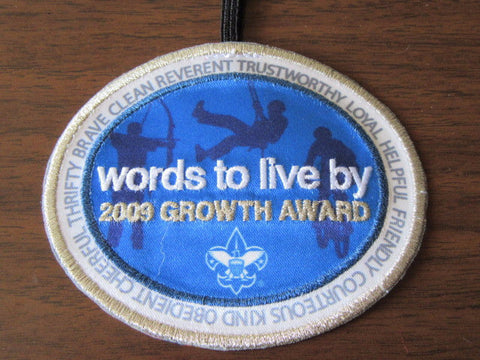 TRUSTWORTHY LOYAL HELPFUL FRIENDLY COURTEOUS KIND OBEDIENT CHEERFUL THRIFTY BRAVE CLEAN REVERENT
words to live by
2009 GROWTH AWARD